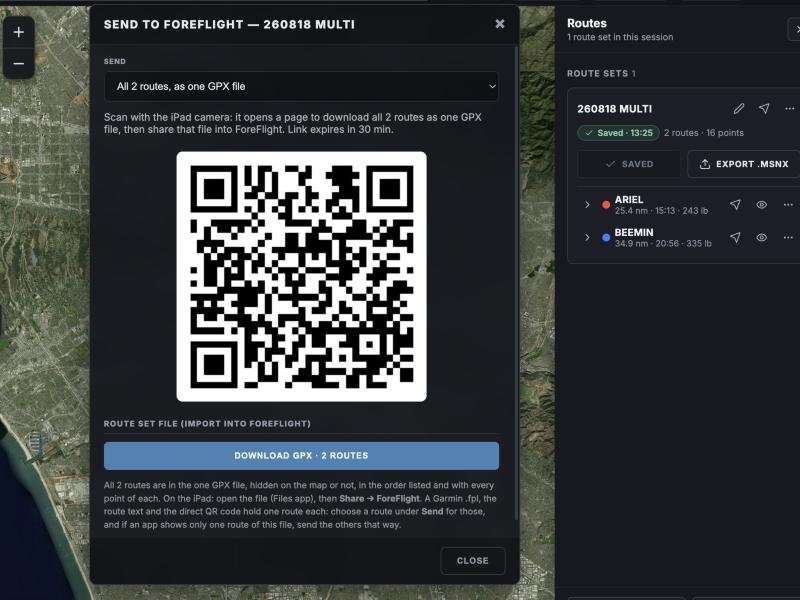 +
−
SEND TO FOREFLIGHT — 260818 MULTI
SEND
All 2 routes, as one GPX file
Scan with the iPad camera: it opens a page to download all 2 routes as one GPX
file, then share that file into ForeFlight. Link expires in 30 min.
ROUTE SET FILE (IMPORT INTO FOREFLIGHT)
DOWNLOAD GPX · 2 ROUTES
All 2 routes are in the one GPX file, hidden on the map or not, in the order listed and with every
point of each. On the iPad: open the file (Files app), then Share → ForeFlight. A Garmin .fpl, the
route text and the direct QR code hold one route each: choose a route under Send for those,
and if an app shows only one route of this file, send the others that way.
CLOSE
Routes
1 route set in this session
ROUTE SETS 1
260818 MULTI
✓ Saved · 13:25 2 routes · 16 points
✓ SAVED
EXPORT .MSNX
ARIEL
25.4 nm · 15:13 · 243 lb
BEEMIN
34.9 nm · 20:56 · 335 lb